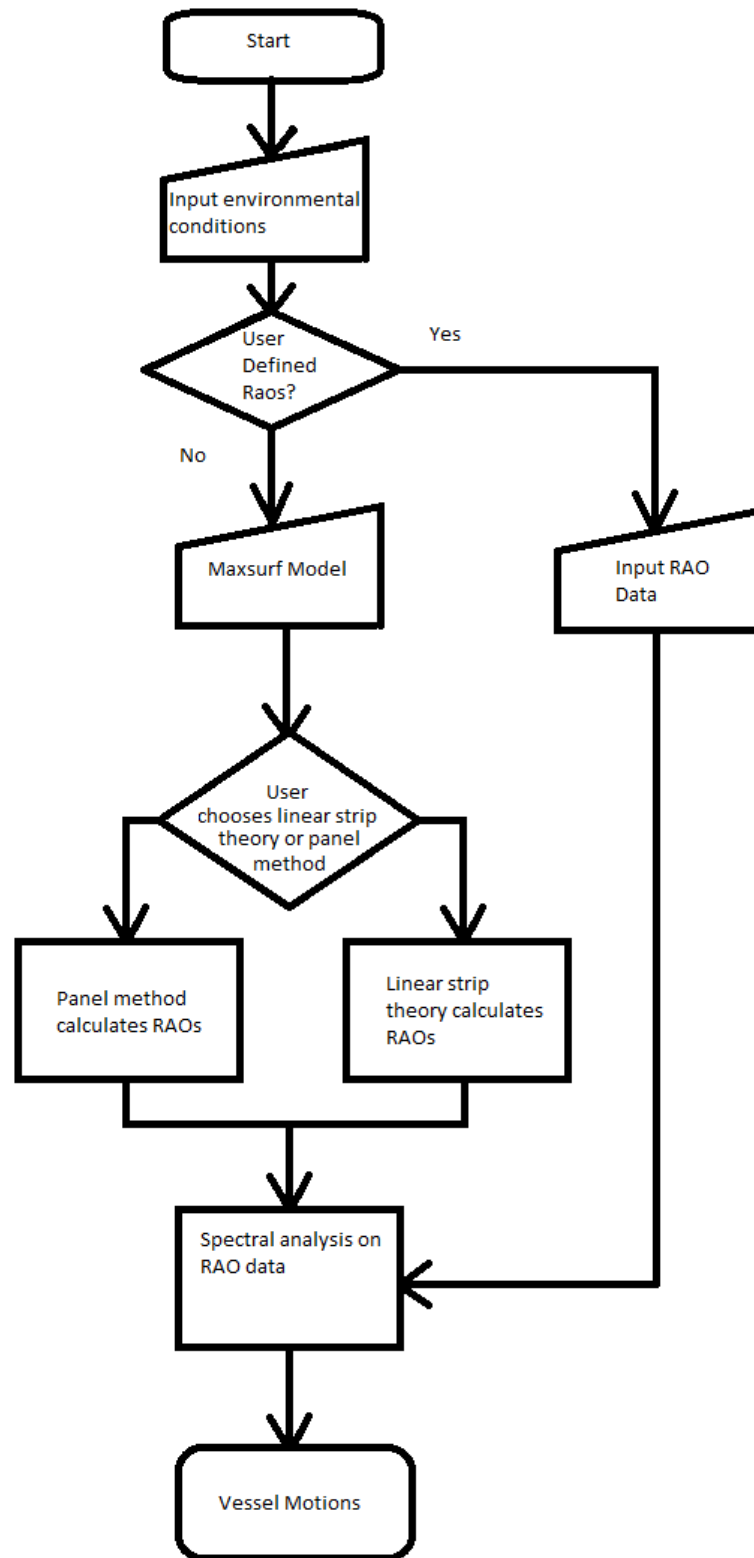 Start
Input environmental
conditions
User
Defined
Raos?
Yes
No
Maxsurf Model
Input RAO
Data
User
chooses linear strip
theory or panel
method
Panel method
calculates RAOs
Linear strip
theory calculates
RAOs
Spectral analysis on
RAO data
Vessel Motions